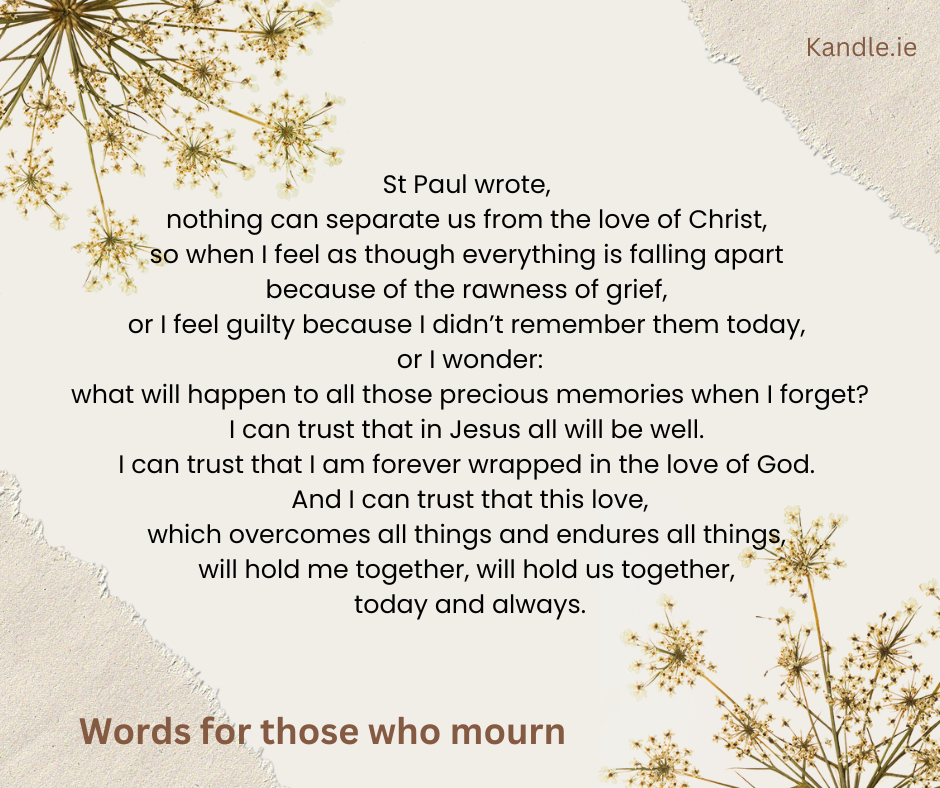 Kandle.ie
St Paul wrote,
nothing can separate us from the love of Christ,
so when I feel as though everything is falling apart
because of the rawness of grief,
or I feel guilty because I didn’t remember them today,
or I wonder:
what will happen to all those precious memories when I forget?
I can trust that in Jesus all will be well.
I can trust that I am forever wrapped in the love of God.
And I can trust that this love,
which overcomes all things and endures all things,
will hold me together, will hold us together,
today and always.
Words for those who mourn